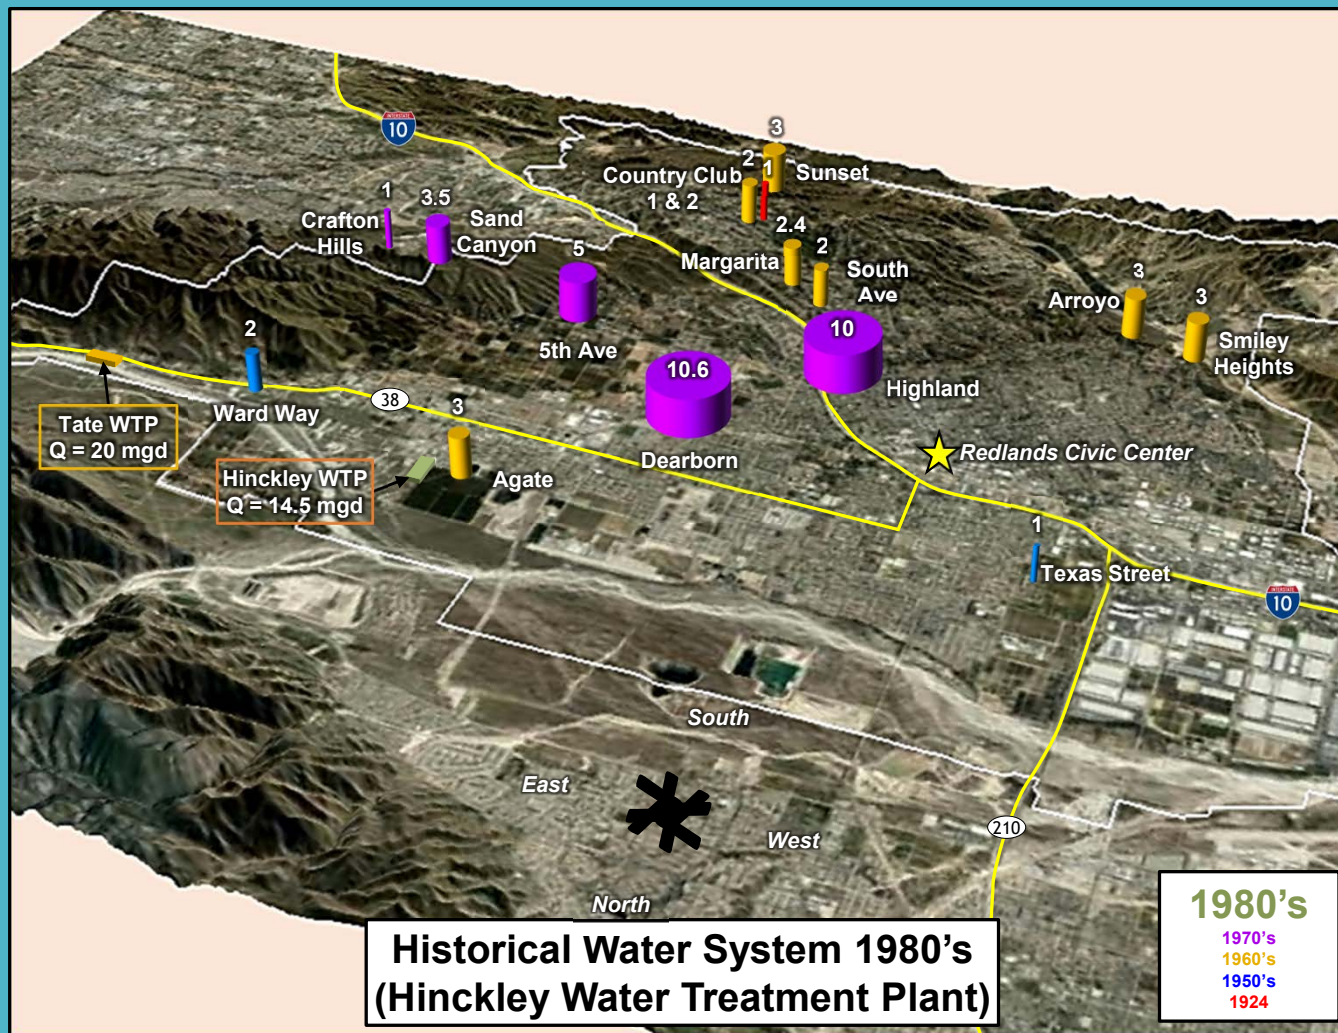 INTERSTATE
10
3
Sunset
2
1
Country Club
1 & 2
1
3.5
Crafton
Hills
Sand
Canyon
5
5th Ave
2.4
Margarita
2
South
Ave
3
Arroyo
3
Smiley
Heights
10
Highland
10.6
Dearborn
2
Ward Way
38
3
Agate
Tate WTP
Q = 20 mgd
Hinckley WTP
Q = 14.5 mgd
Redlands Civic Center
1
Texas Street
INTERSTATE
10
South
East
West
North
210
Historical Water System 1980’s
(Hinckley Water Treatment Plant)
1980’s
1970’s
1960’s
1950’s
1924